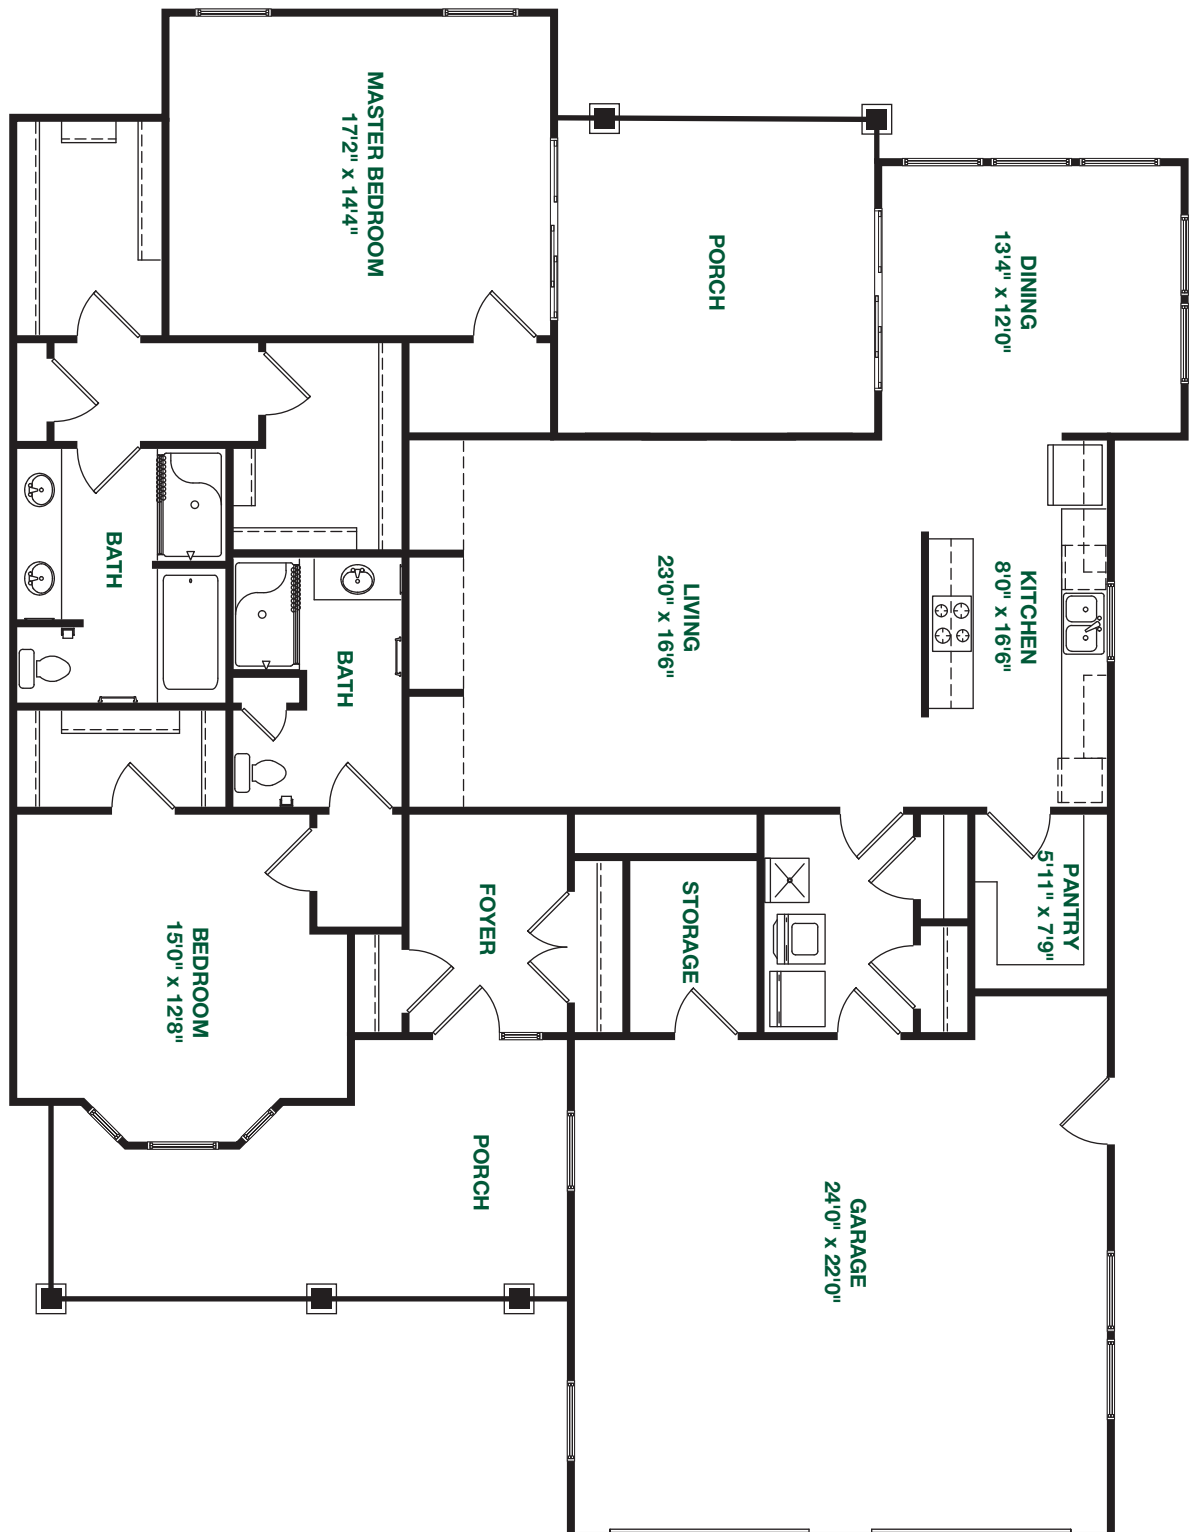 MASTER BEDROOM
17'2" x 14'4"
PORCH
DINING
13'4" x 12'0"
BATH
BATH
LIVING
23'0" x 16'6"
KITCHEN
8'0" x 16'6"
BEDROOM
15'0" x 12'8"
FOYER
STORAGE
PANTRY
5'11" x 7'9"
PORCH
GARAGE
24'0" x 22'0"